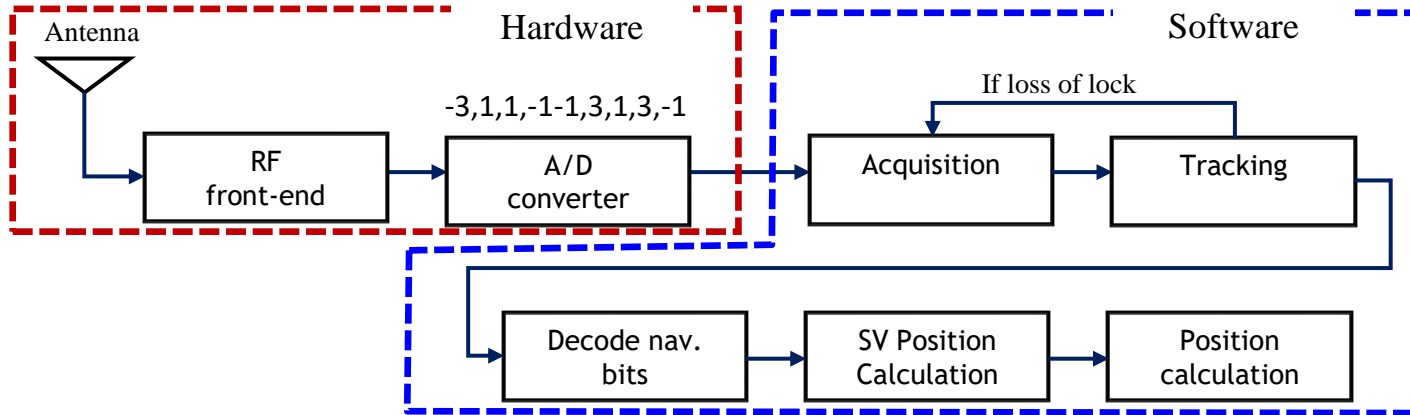 Hardware
Software
Antenna
If loss of lock
-3,1,1,-1-1,3,1,3,-1
RF
front-end
A/D
converter
Acquisition
Tracking
Decode nav.
bits
SV Position
Calculation
Position
calculation